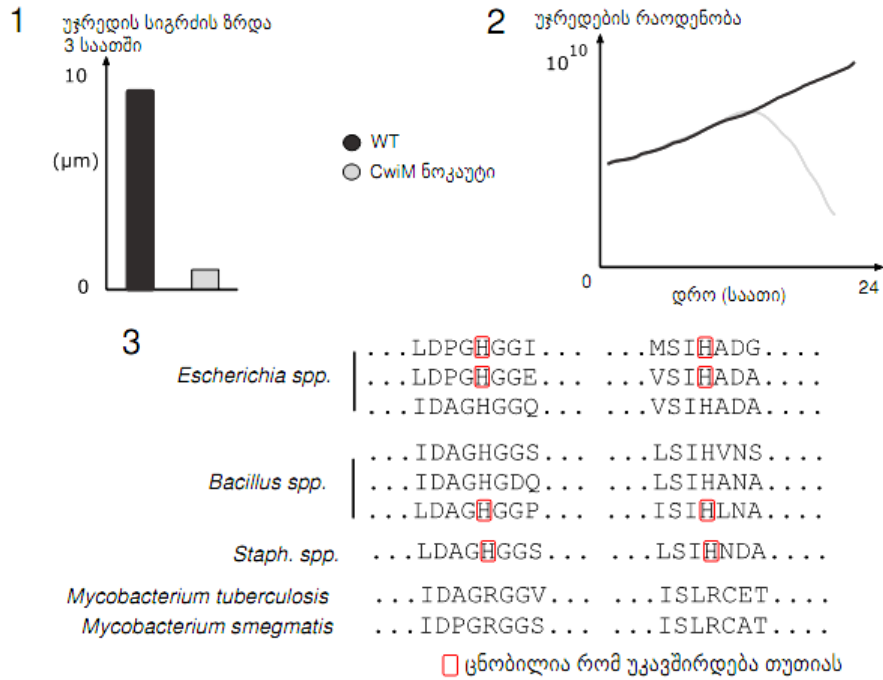 1
უჯრედის სიგრძის ზრდა
3 საათში
10
(μm)
0
WT
CwiM ნოკაუტი
2
უჯრედების რაოდენობა
10^10
0
დრო (საათი)
24
3
Escherichia spp.
...LDPGHGGI... ...MSIHADG....
...LDPGHGGE... ...VSIHADA....
...IDAGHGGQ... ...VSIHADA....
Bacillus spp.
...IDAGHGGS... ...LSIHVNS....
...IDAGHGDQ... ...LSIHANA....
...LDAGHGGP... ...ISIHLNA....
Staph. spp. ...LDAGHGGS... ...LSIHNDA....
Mycobacterium tuberculosis ...IDAGRGGV... ...ISLRCET....
Mycobacterium smegmatis ...IDPGRGGS... ...ISLRCAT....
ცნობილია რომ უკავშირდება თუთიას